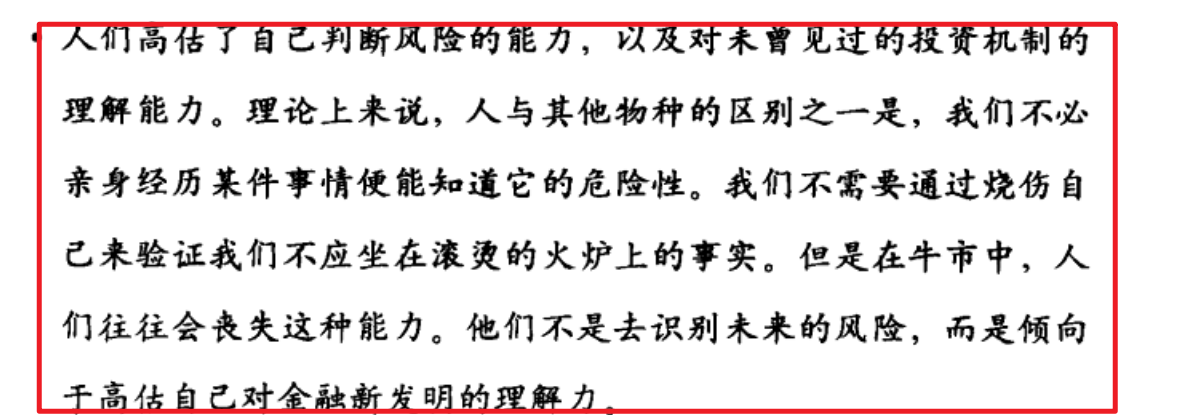 • 人们高估了自己判断风险的能力，以及对未曾见过的投资机制的
理解能力。理论上来说，人与其他物种的区别之一是，我们不必
亲身经历某件事情便能知道它的危险性。我们不需要通过烧伤自
己来验证我们不应坐在滚烫的火炉上的事实。但是在牛市中，人
们往往会丧失这种能力。他们不是去识别未来的风险，而是倾向
于高估自己对金融新发明的理解力。